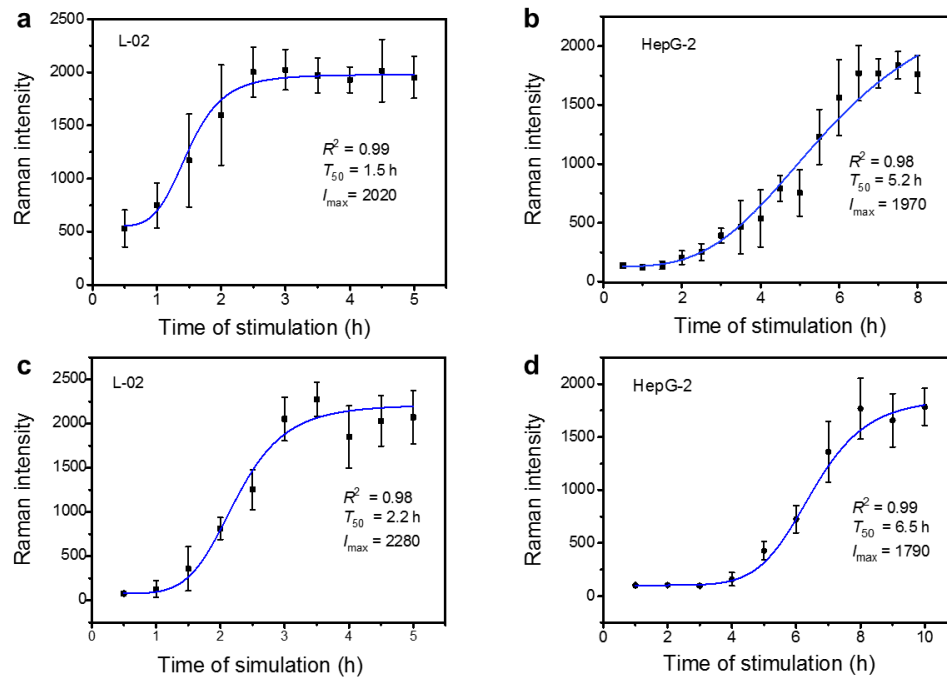 a
L-02
2500
2000
1500
1000
500
0
Raman intensity
R² = 0.99
T₅₀ = 1.5 h
Iₘₐₓ = 2020
0 1 2 3 4 5
Time of stimulation (h)
b
HepG-2
2000
1500
1000
500
0
Raman intensity
R² = 0.98
T₅₀ = 5.2 h
Iₘₐₓ = 1970
0 2 4 6 8
Time of stimulation (h)
c
L-02
2500
2000
1500
1000
500
0
Raman intensity
R² = 0.98
T₅₀ = 2.2 h
Iₘₐₓ = 2280
0 1 2 3 4 5
Time of simulation (h)
d
HepG-2
2000
1500
1000
500
0
Raman intensity
R² = 0.99
T₅₀ = 6.5 h
Iₘₐₓ = 1790
0 2 4 6 8 10
Time of stimulation (h)